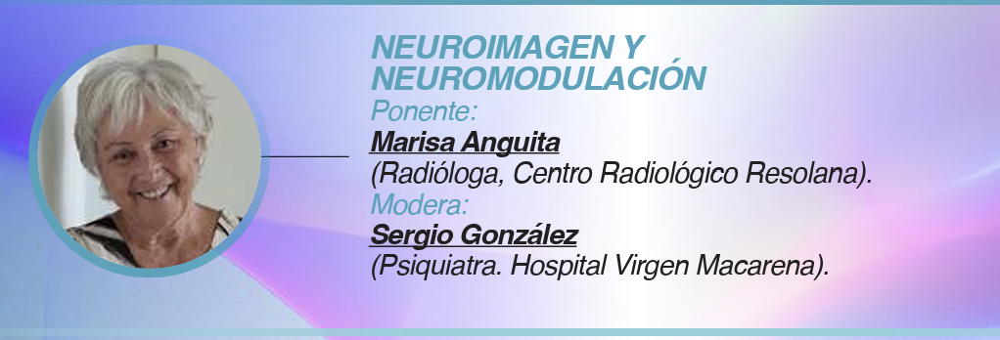 NEUROIMAGEN Y
NEUROMODULACIÓN
Ponente:
Marisa Anguita
(Radióloga, Centro Radiológico Resolana).
Modera:
Sergio González
(Psiquiatra. Hospital Virgen Macarena).